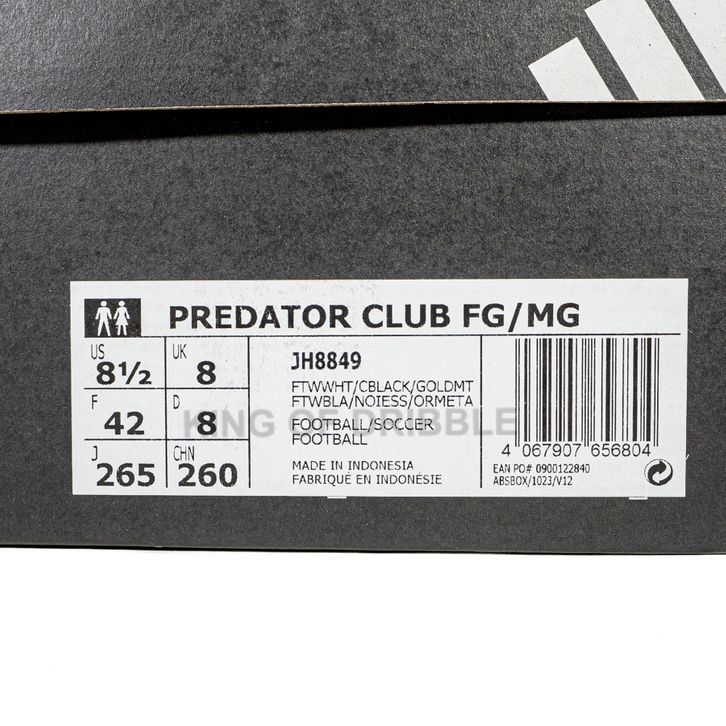 PREDATOR CLUB FG/MG
US
8½
UK
8
F
42
D
8
J
265
CHN
260
JH8849
FTWWHT/CBLACK/GOLDMT
FTWBLA/NOIESS/ORMETA
KING OF DRIBBLE
FOOTBALL/SOCCER
FOOTBALL
MADE IN INDONESIA
FABRIQUÉ EN INDONÉSIE
4 067907 656804
EAN PO# 0900122840
ABSBOX/1023/V12